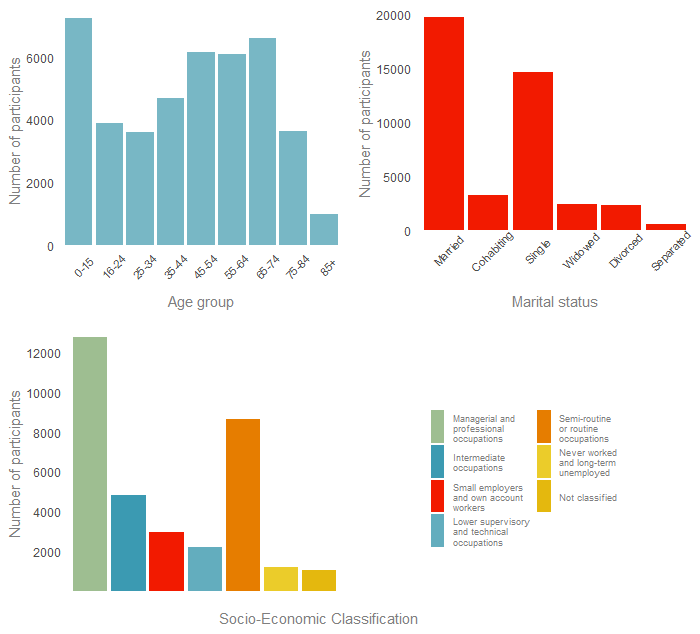 6000
4000
2000
0
Number of participants
0-15
16-24
25-34
35-44
45-54
55-64
65-74
75-84
85+
Age group
20000
15000
10000
5000
0
Number of participants
Married
Cohabiting
Single
Widowed
Divorced
Separated
Marital status
12000
10000
8000
6000
4000
2000
Number of participants
Socio-Economic Classification
Managerial and
professional
occupations
Intermediate
occupations
Small employers
and own account
workers
Lower supervisory
and technical
occupations
Semi-routine
or routine
occupations
Never worked
and long-term
unemployed
Not classified